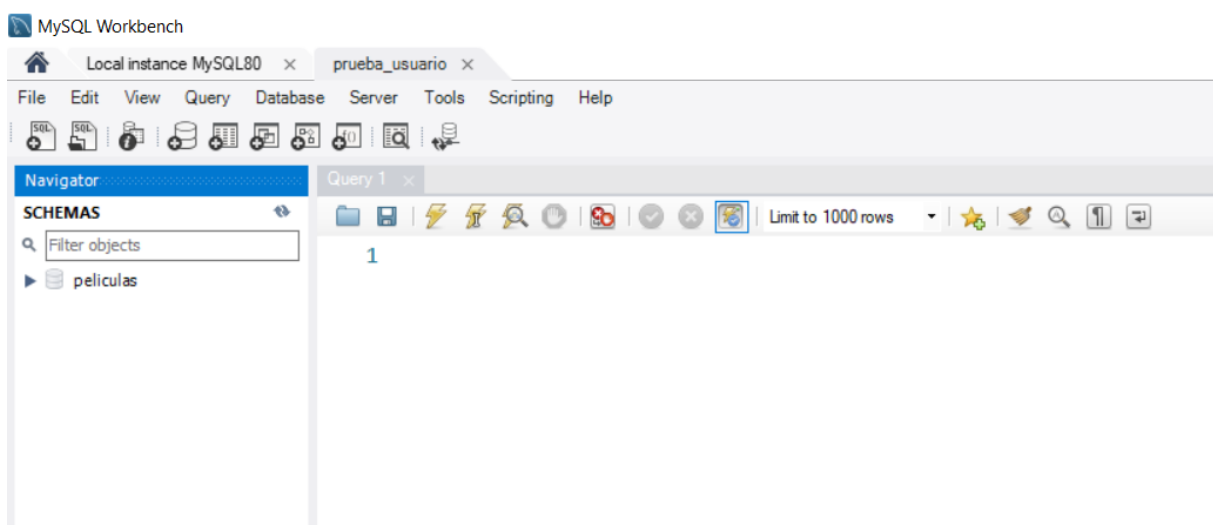 MySQL Workbench
Local instance MySQL80 × prueba_usuario ×
File Edit View Query Database Server Tools Scripting Help
Navigator Query 1 ×
SCHEMAS Limit to 1000 rows
Filter objects
1
peliculas